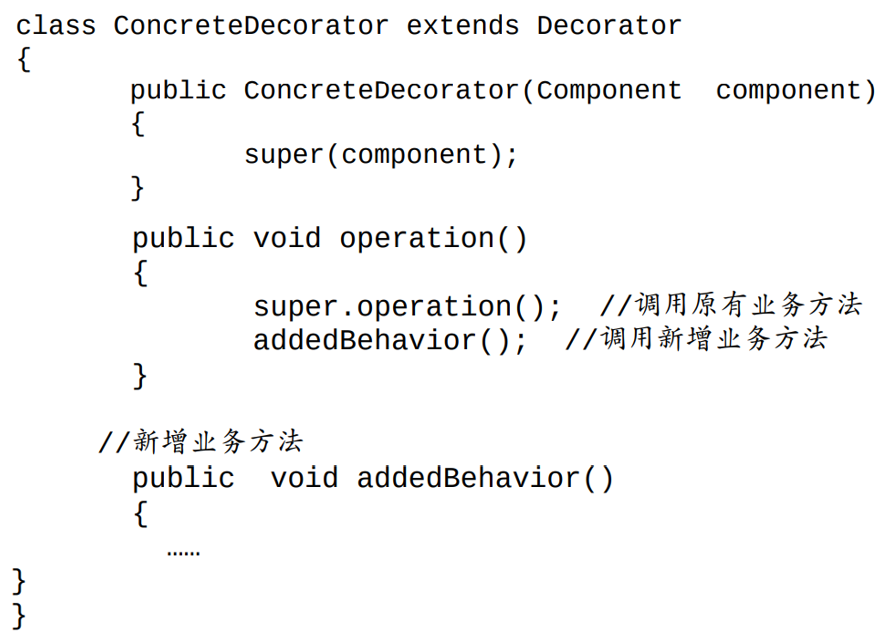 class ConcreteDecorator extends Decorator
{
public ConcreteDecorator(Component  component)
{
super(component);
}
public void operation()
{
super.operation();  //调用原有业务方法
addedBehavior();  //调用新增业务方法
}
//新增业务方法
public  void addedBehavior()
{
……
}
}